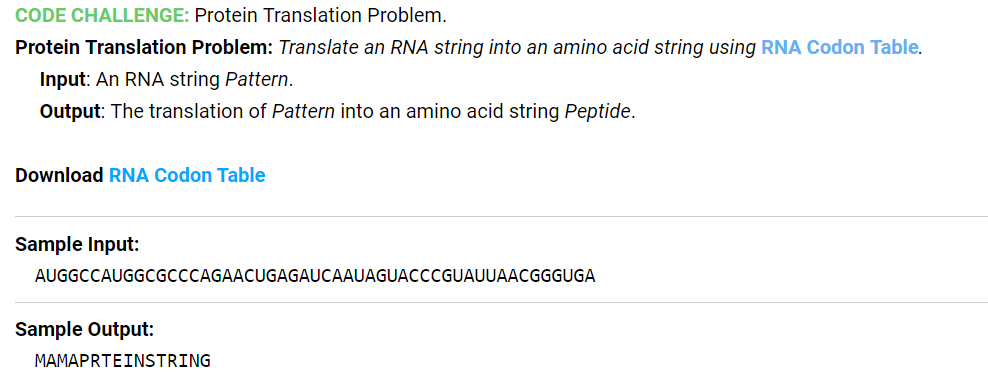 CODE CHALLENGE: Protein Translation Problem.
Protein Translation Problem: Translate an RNA string into an amino acid string using RNA Codon Table.
Input: An RNA string Pattern.
Output: The translation of Pattern into an amino acid string Peptide.
Download RNA Codon Table
Sample Input:
AUGGCCAUGGCGCCCAGAACUGAGAUCAAUAGUACCCGUAUUAACGGGUGA
Sample Output:
MAMAPRTEINSTRING